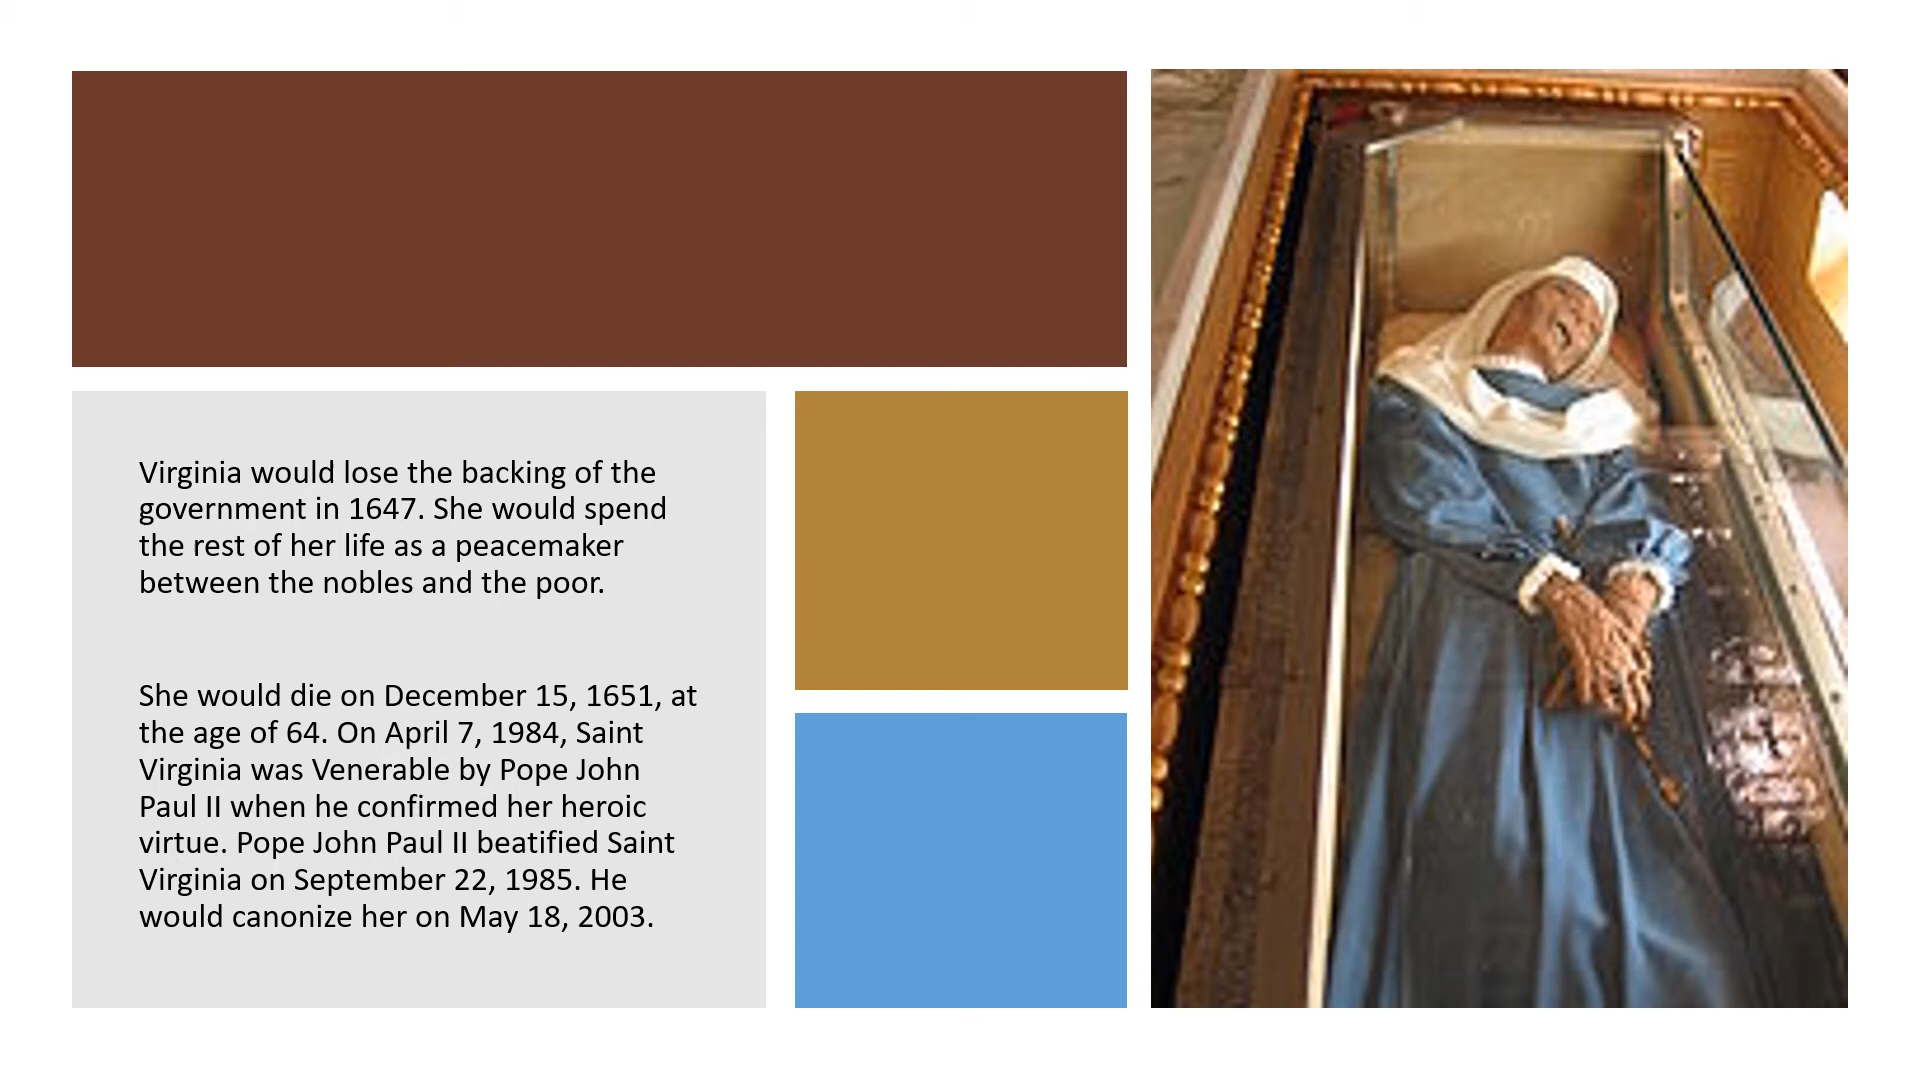 Virginia would lose the backing of the
government in 1647. She would spend
the rest of her life as a peacemaker
between the nobles and the poor.
She would die on December 15, 1651, at
the age of 64. On April 7, 1984, Saint
Virginia was Venerable by Pope John
Paul II when he confirmed her heroic
virtue. Pope John Paul II beatified Saint
Virginia on September 22, 1985. He
would canonize her on May 18, 2003.